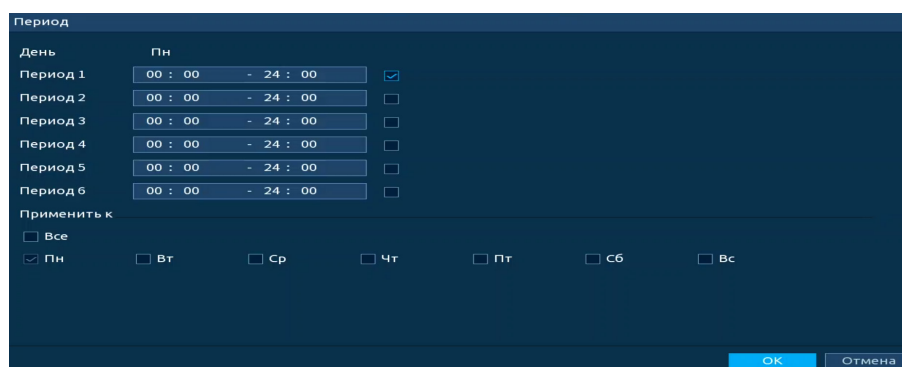 Период
День Пн
Период 1 00 : 00 - 24 : 00
Период 2 00 : 00 - 24 : 00
Период 3 00 : 00 - 24 : 00
Период 4 00 : 00 - 24 : 00
Период 5 00 : 00 - 24 : 00
Период 6 00 : 00 - 24 : 00
Применить к
Все
Пн Вт Ср Чт Пт Сб Вс
OK Отмена